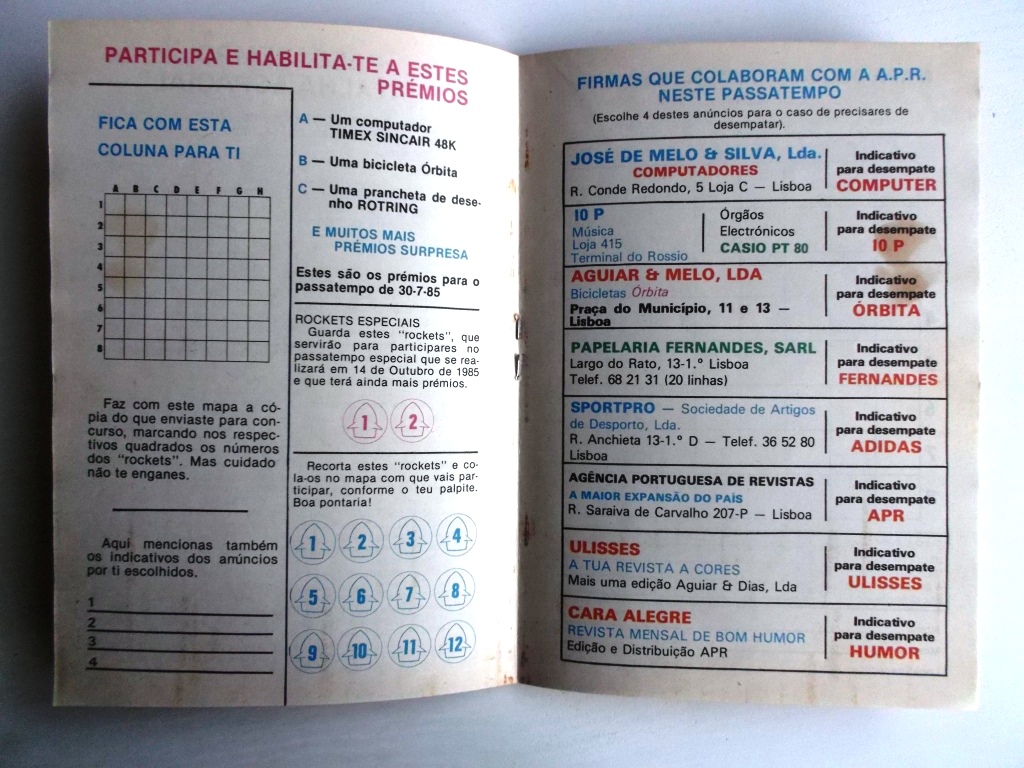 PARTICIPA E HABILITA-TE A ESTES
PRÉMIOS
FICA COM ESTA
COLUNA PARA TI
A B C D E F G H
1
2
3
4
5
6
7
8
Faz com este mapa a có-
pia do que enviaste para con-
curso, marcando nos respec-
tivos quadrados os números
dos "rockets". Mas cuidado
não te enganes.
Aqui mencionas também
os indicativos dos anúncios
por ti escolhidos.
1
2
3
4
A — Um computador
TIMEX SINCAIR 48K
B — Uma bicicleta Órbita
C — Uma prancheta de dese-
nho ROTRING
E MUITOS MAIS
PRÉMIOS SURPRESA
Estes são os prémios para o
passatempo de 30-7-85
ROCKETS ESPECIAIS
Guarda estes "rockets", que
servirão para participares no
passatempo especial que se rea-
lizará em 14 de Outubro de 1985
e que terá ainda mais prémios.
1 2
Recorta estes "rockets" e co-
la-os no mapa com que vais par-
ticipar, conforme o teu palpite.
Boa pontaria!
1 2 3 4
5 6 7 8
9 10 11 12
FIRMAS QUE COLABORAM COM A A.P.R.
NESTE PASSATEMPO
(Escolhe 4 destes anúncios para o caso de precisares de
desempatar).
JOSÉ DE MELO & SILVA, Lda.
COMPUTADORES
R. Conde Redondo, 5 Loja C — Lisboa
Indicativo
para desempate
COMPUTER
10 P
Música
Loja 415
Terminal do Rossio
Órgãos
Electrónicos
CASIO PT 80
Indicativo
para desempate
10 P
AGUIAR & MELO, LDA
Bicicletas Órbita
Praça do Município, 11 e 13 —
Lisboa
Indicativo
para desempate
ÓRBITA
PAPELARIA FERNANDES, SARL
Largo do Rato, 13-1.º Lisboa
Telef. 68 21 31 (20 linhas)
Indicativo
para desempate
FERNANDES
SPORTPRO — Sociedade de Artigos
de Desporto, Lda.
R. Anchieta 13-1.º D — Telef. 36 52 80
Lisboa
Indicativo
para desempate
ADIDAS
AGÊNCIA PORTUGUESA DE REVISTAS
A MAIOR EXPANSÃO DO PAÍS
R. Saraiva de Carvalho 207-P — Lisboa
Indicativo
para desempate
APR
ULISSES
A TUA REVISTA A CORES
Mais uma edição Aguiar & Dias, Lda
Indicativo
para desempate
ULISSES
CARA ALEGRE
REVISTA MENSAL DE BOM HUMOR
Edição e Distribuição APR
Indicativo
para desempate
HUMOR